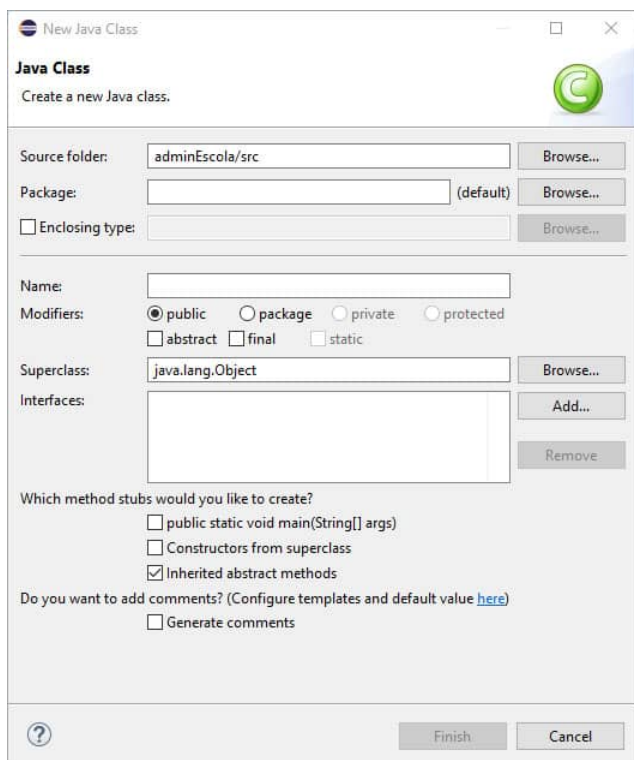 New Java Class
Java Class
Create a new Java class.
Source folder: adminEscola/src Browse...
Package: (default) Browse...
Enclosing type: Browse...
Name:
Modifiers: public package private protected
abstract final static
Superclass: java.lang.Object Browse...
Interfaces: Add...
Remove
Which method stubs would you like to create?
public static void main(String[] args)
Constructors from superclass
Inherited abstract methods
Do you want to add comments? (Configure templates and default value here)
Generate comments
? Finish Cancel